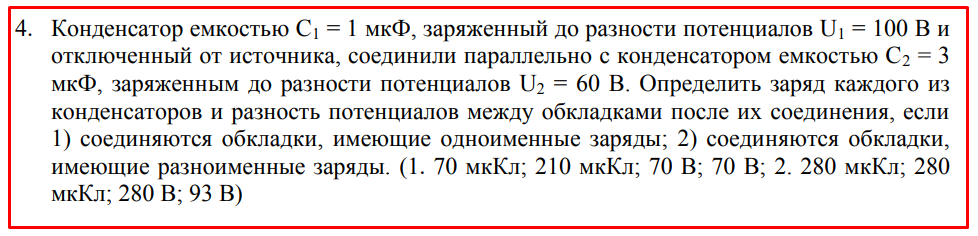 4. Конденсатор емкостью C1 = 1 мкФ, заряженный до разности потенциалов U1 = 100 В и
отключенный от источника, соединили параллельно с конденсатором емкостью C2 = 3
мкФ, заряженным до разности потенциалов U2 = 60 В. Определить заряд каждого из
конденсаторов и разность потенциалов между обкладками после их соединения, если
1) соединяются обкладки, имеющие одноименные заряды; 2) соединяются обкладки,
имеющие разноименные заряды. (1. 70 мкКл; 210 мкКл; 70 В; 70 В; 2. 280 мкКл; 280
мкКл; 280 В; 93 В)